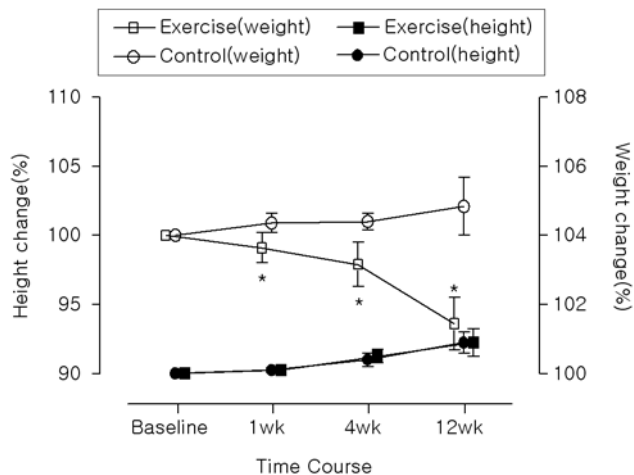 Exercise(weight) Exercise(height)
Control(weight) Control(height)
110 108
105 106
100 104
95 102
90 100
Height change(%)
Weight change(%)
* * *
Baseline 1wk 4wk 12wk
Time Course